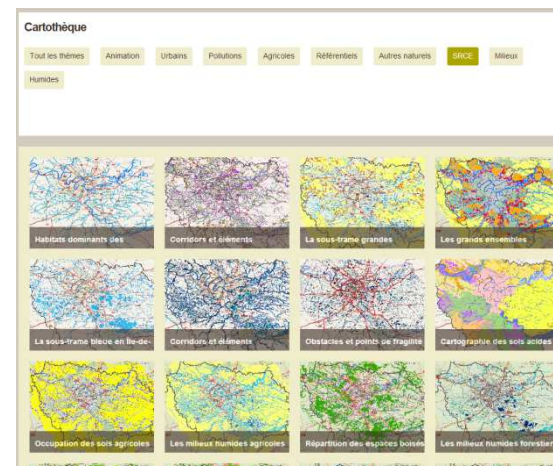 Cartothèque
Tout les thèmes Animation Urbains Pollutions Agricoles Référentiels Autres naturels SRCE Milieux
Humides
Habitats dominants des Corridors et éléments La sous-trame grandes Les grands ensembles
La sous-trame bleue en Île-de- Corridors et éléments Obstacles et points de fragilité Cartographie des sols acides
Occupation des sols agricoles Les milieux humides agricoles Répartition des espaces boisés Les milieux humides forestier